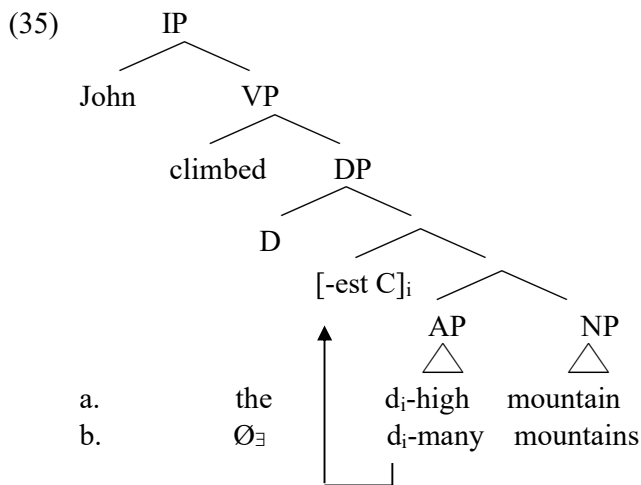 (35) IP
John VP
climbed DP
D
[-est C]i
AP NP
a. the di-high mountain
b. Ø∃ di-many mountains